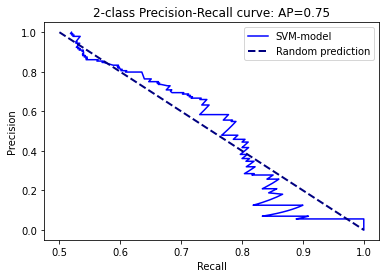 2-class Precision-Recall curve: AP=0.75
SVM-model
Random prediction
Precision
1.0
0.8
0.6
0.4
0.2
0.0
0.5 0.6 0.7 0.8 0.9 1.0
Recall